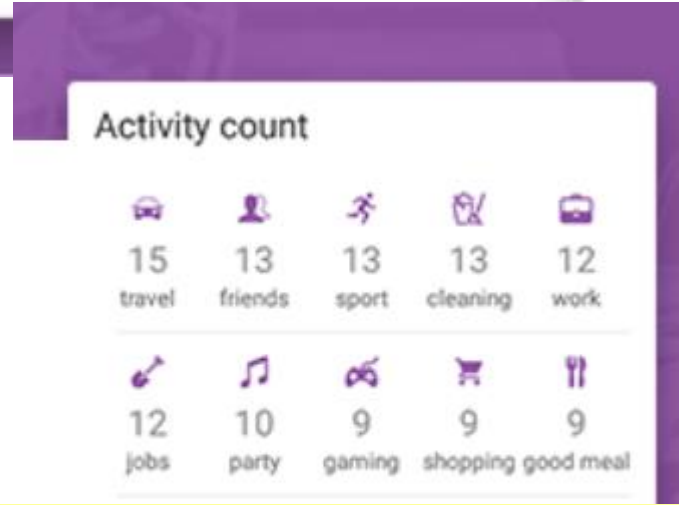 Activity count
15 13 13 13 12
travel friends sport cleaning work
12 10 9 9 9
jobs party gaming shopping good meal